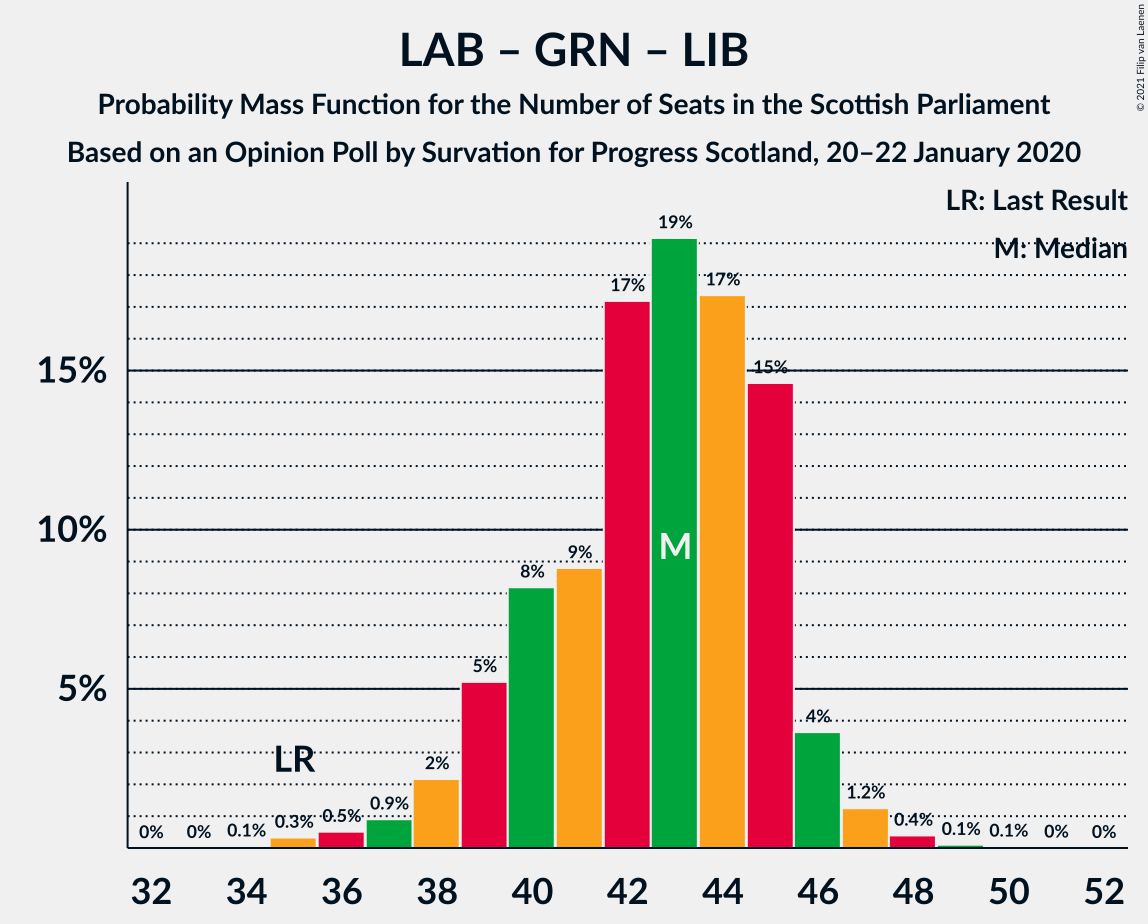 LAB – GRN – LIB
Probability Mass Function for the Number of Seats in the Scottish Parliament
Based on an Opinion Poll by Survation for Progress Scotland, 20–22 January 2020
© 2021 Filip van Laenen
LR: Last Result
M: Median
15%
10%
5%
0%
0%
0.1%
0.3%
0.5%
0.9%
2%
5%
8%
9%
17%
19%
17%
15%
4%
1.2%
0.4%
0.1%
0.1%
0%
0%
LR
M
32 34 36 38 40 42 44 46 48 50 52